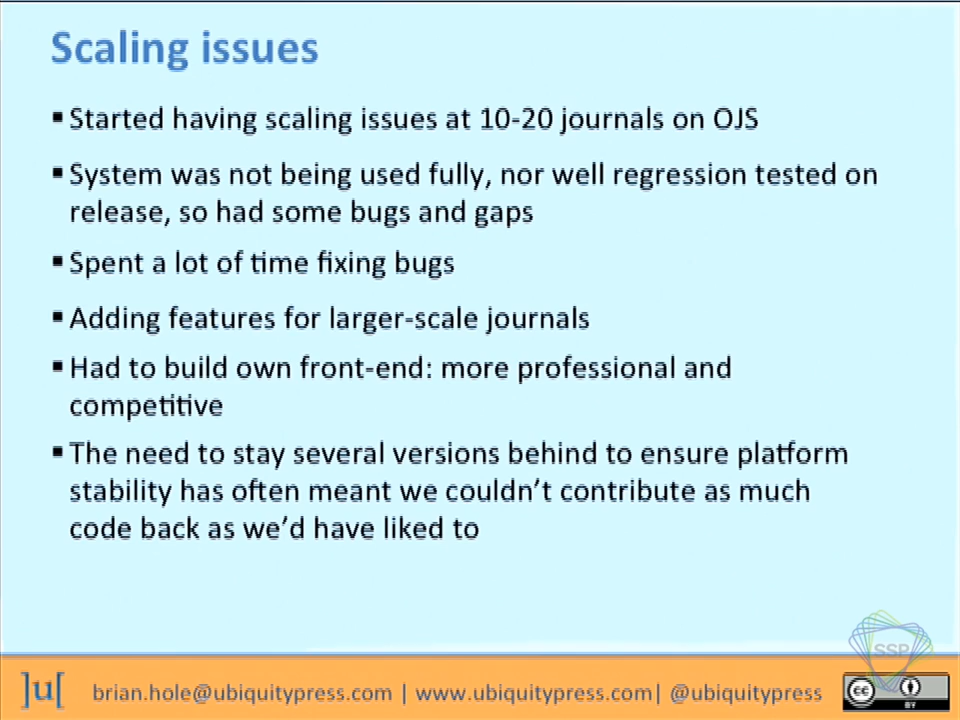 Scaling issues
▪ Started having scaling issues at 10-20 journals on OJS
▪ System was not being used fully, nor well regression tested on
release, so had some bugs and gaps
▪ Spent a lot of time fixing bugs
▪ Adding features for larger-scale journals
▪ Had to build own front-end: more professional and
competitive
▪ The need to stay several versions behind to ensure platform
stability has often meant we couldn’t contribute as much
code back as we’d have liked to
SSP
]u[ brian.hole@ubiquitypress.com | www.ubiquitypress.com| @ubiquitypress cc
BY